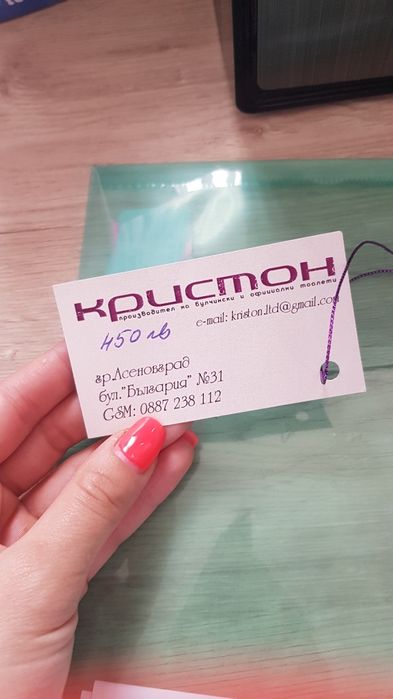 КРИСТОН
производител на булчински и официални тоалети
e-mail: kriston.ltd@gmail.com
450 лв
гр.Асеновград
бул."България" №31
GSM: 0887 238 112